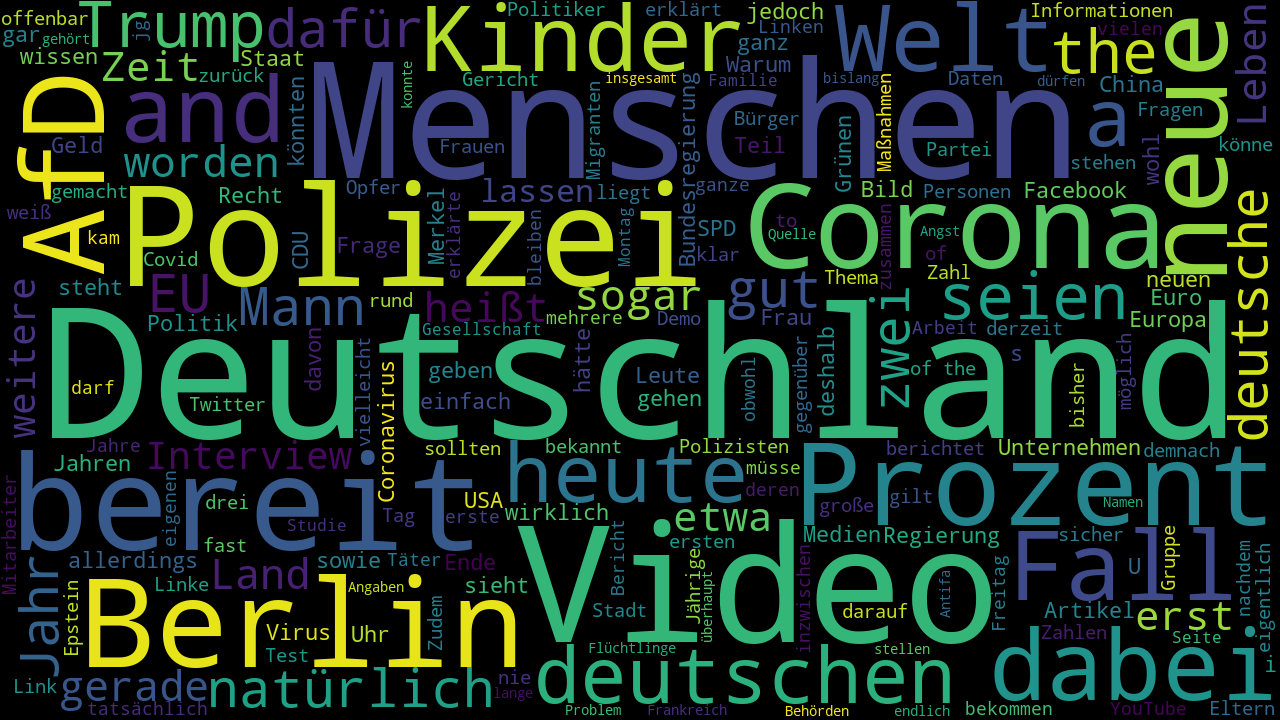 offenbar
Trump
jg
dafür
Kinder
Politiker
erklärt
jedoch
Linken
Welt
Informationen
vielen
the
neue
Leben
gar
gehört
wissen
Zeit
zurück
Staat
Gericht
konnte
insgesamt
ganz
Warum
Familie
bislang
Daten
dürfen
China
Fragen
AfD
Geld
and
könnten
Menschen
Frauen
Migranten
Bundesregierung
Bürger
Teil
Maßnahmen
Grünen
Partei
a
stehen
wohl
könne
worden
gemacht
Recht
Opfer
lassen
liegt
ganze
Bild
Personen
Facebook
weiß
kam
Polizei
Covid
CDU
Frage
Merkel
erklärte
bleiben
Montag
SPD
klar
Corona
to
Quelle
Angst
of
zusammen
Thema
Zahl
neuen
deutsche
steht
EU
Mann
rund
heißt
sogar
gut
seien
Euro
Europa
weitere
Politik
Gesellschaft
mehrere
Demo
Frau
zwei
Arbeit
derzeit
Deutschland
darf
davon
vielleicht
Coronavirus
geben
einfach
hätte
Leute
gehen
obwohl
gegenüber
deshalb
of the
s
bisher
möglich
Twitter
Jahre
Jahren
Interview
sollten
bekannt
Polizisten
berichtet
Unternehmen
demnach
Mitarbeiter
bereit
eigenen
drei
Studie
Tag
USA
erste
wirklich
heute
müsse
deren
Prozent
große
gilt
Namen
fast
etwa
allerdings
sowie
Täter
Ende
Video
Bericht
ersten
Medien
Regierung
sicher
Fall
U
Gruppe
nachdem
Jahr
Epstein
Linke
Land
Angaben
sieht
Stadt
Jährige
überhaupt
inzwischen
darauf
Antifa
Freitag
Artikel
erst
eigentlich
Berlin
Virus
Uhr
Test
Zudem
Flüchtlinge
stellen
Zahlen
Seite
Link
gerade
natürlich
nie
lange
deutschen
dabei
i
tatsächlich
Problem
Frankreich
Behörden
endlich
bekommen
YouTube
Eltern